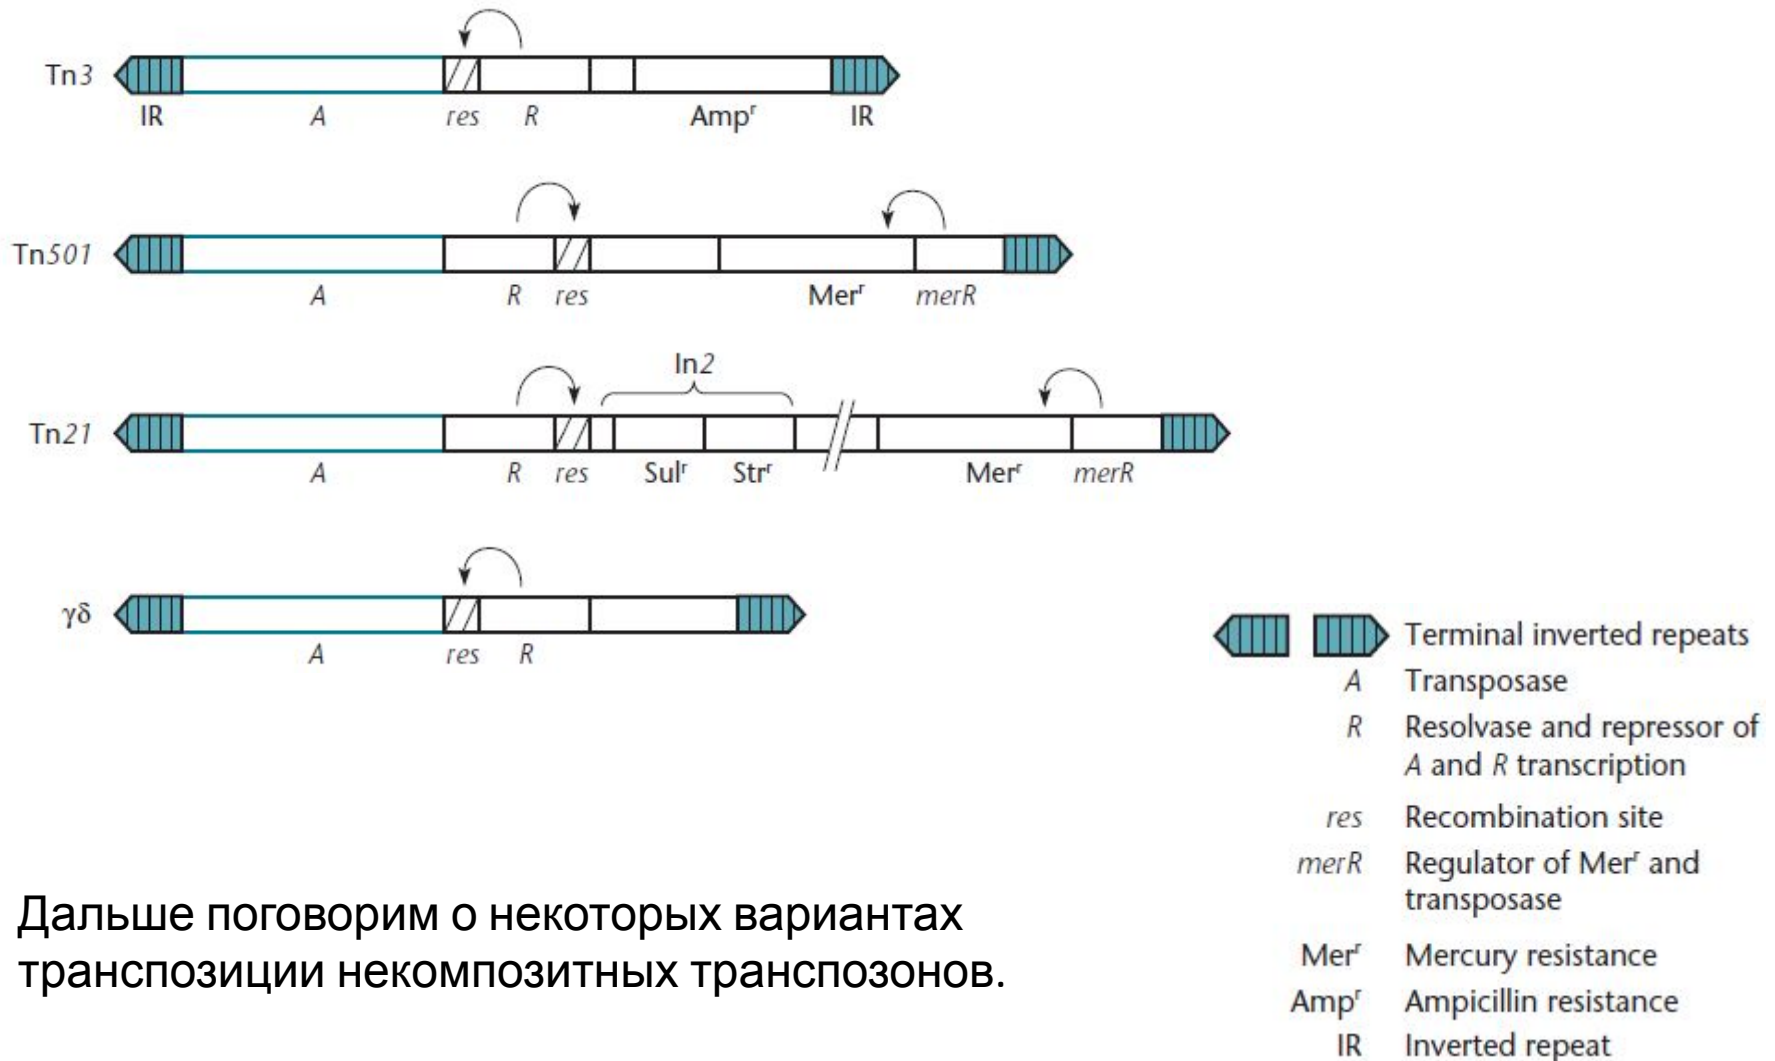 Tn3
IR A res R Ampʳ IR
Tn501
A R res Merʳ merR
In2
Tn21
A R res Sulʳ Strʳ Merʳ merR
γδ
A res R
Terminal inverted repeats
A Transposase
R Resolvase and repressor of
A and R transcription
res Recombination site
merR Regulator of Merʳ and
transposase
Merʳ Mercury resistance
Ampʳ Ampicillin resistance
IR Inverted repeat
Дальше поговорим о некоторых вариантах
транспозиции некомпозитных транспозонов.